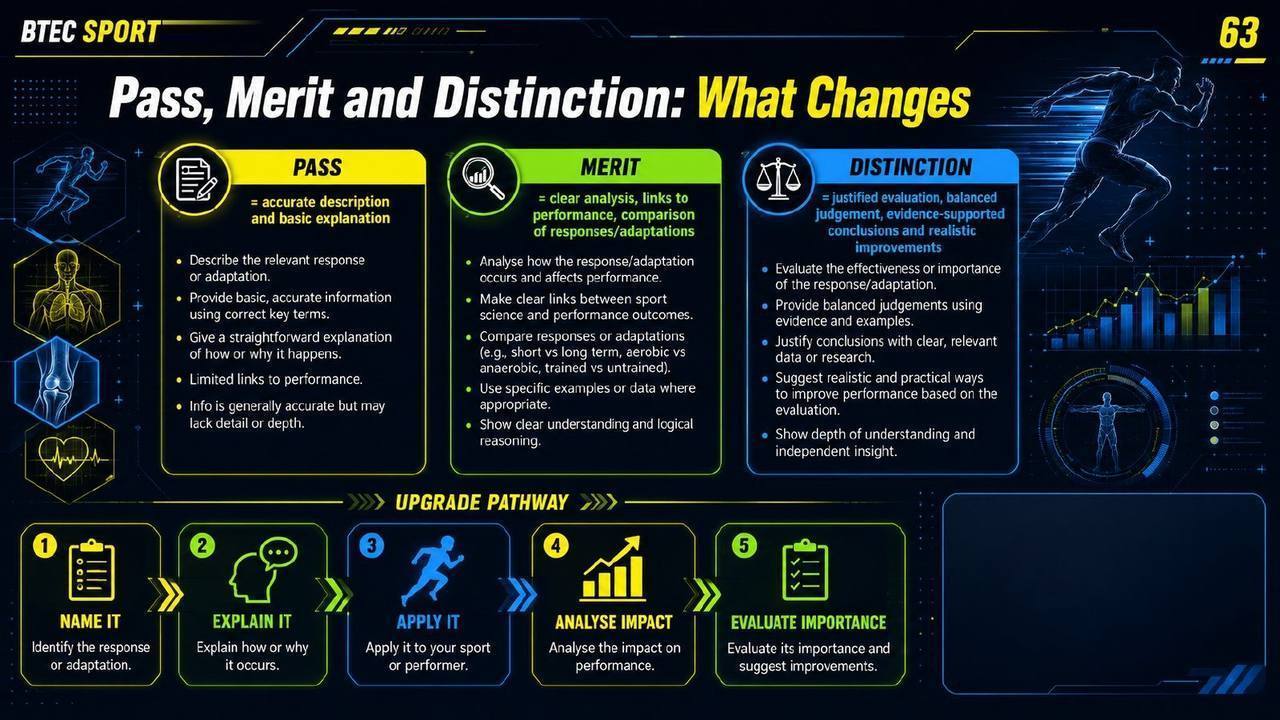 BTEC SPORT
63
Pass, Merit and Distinction: What Changes
PASS
= accurate description
and basic explanation
• Describe the relevant response
or adaptation.
• Provide basic, accurate information
using correct key terms.
• Give a straightforward explanation
of how or why it happens.
• Limited links to performance.
• Info is generally accurate but may
lack detail or depth.
MERIT
= clear analysis, links to
performance, comparison
of responses/adaptations
• Analyse how the response/adaptation
occurs and affects performance.
• Make clear links between sport
science and performance outcomes.
• Compare responses or adaptations
(e.g., short vs long term, aerobic vs
anaerobic, trained vs untrained).
• Use specific examples or data where
appropriate.
• Show clear understanding and logical
reasoning.
DISTINCTION
= justified evaluation, balanced
judgement, evidence-supported
conclusions and realistic
improvements
• Evaluate the effectiveness or importance
of the response/adaptation.
• Provide balanced judgements using
evidence and examples.
• Justify conclusions with clear, relevant
data or research.
• Suggest realistic and practical ways
to improve performance based on the
evaluation.
• Show depth of understanding and
independent insight.
UPGRADE PATHWAY
1
NAME IT
Identify the response
or adaptation.
2
EXPLAIN IT
Explain how or why
it occurs.
3
APPLY IT
Apply it to your sport
or performer.
4
ANALYSE IMPACT
Analyse the impact on
performance.
5
EVALUATE IMPORTANCE
Evaluate its importance and
suggest improvements.